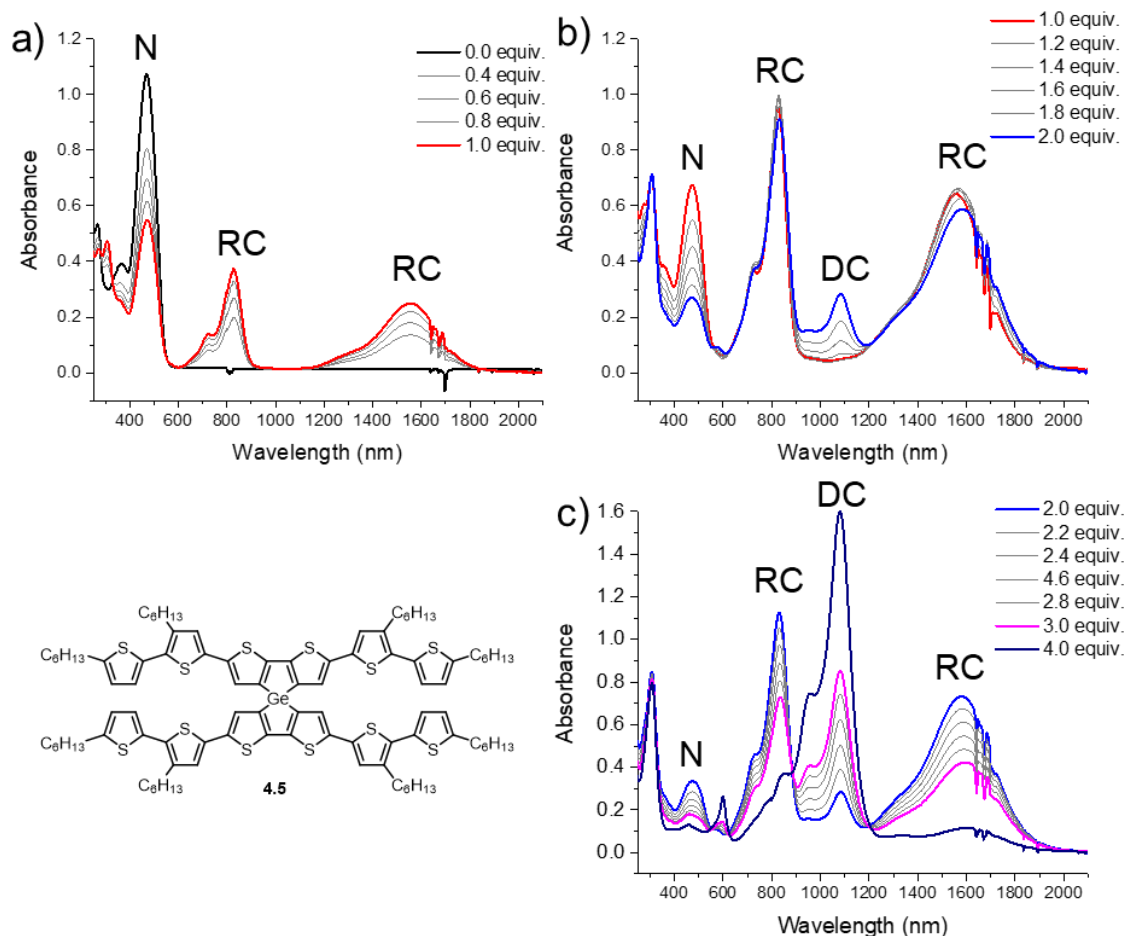 a)
N
RC
RC
0.0 equiv.
0.4 equiv.
0.6 equiv.
0.8 equiv.
1.0 equiv.
1.2
1.0
0.8
0.6
0.4
0.2
0.0
Absorbance
400 600 800 1000 1200 1400 1600 1800 2000
Wavelength (nm)
b)
N
RC
DC
RC
1.0 equiv.
1.2 equiv.
1.4 equiv.
1.6 equiv.
1.8 equiv.
2.0 equiv.
1.2
1.0
0.8
0.6
0.4
0.2
0.0
Absorbance
400 600 800 1000 1200 1400 1600 1800 2000
Wavelength (nm)
C6H13 C6H13
C6H13 S S S S S S C6H13
Ge
C6H13 S S S S S S C6H13
C6H13 C6H13
4.5
c)
N
RC
DC
RC
2.0 equiv.
2.2 equiv.
2.4 equiv.
4.6 equiv.
2.8 equiv.
3.0 equiv.
4.0 equiv.
1.6
1.4
1.2
1.0
0.8
0.6
0.4
0.2
0.0
Absorbance
400 600 800 1000 1200 1400 1600 1800 2000
Wavelength (nm)